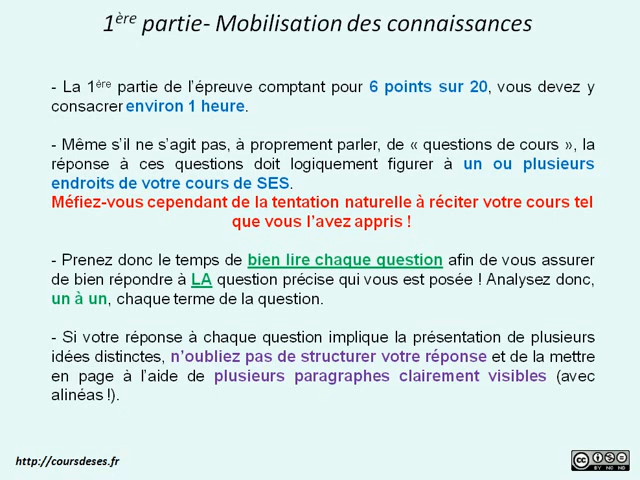 1ère partie- Mobilisation des connaissances
- La 1ère partie de l'épreuve comptant pour 6 points sur 20, vous devez y
consacrer environ 1 heure.
- Même s'il ne s'agit pas, à proprement parler, de « questions de cours », la
réponse à ces questions doit logiquement figurer à un ou plusieurs
endroits de votre cours de SES.
Méfiez-vous cependant de la tentation naturelle à réciter votre cours tel
que vous l'avez appris !
- Prenez donc le temps de bien lire chaque question afin de vous assurer
de bien répondre à LA question précise qui vous est posée ! Analysez donc,
un à un, chaque terme de la question.
- Si votre réponse à chaque question implique la présentation de plusieurs
idées distinctes, n'oubliez pas de structurer votre réponse et de la mettre
en page à l'aide de plusieurs paragraphes clairement visibles (avec
alinéas !).
http://coursdeses.fr
cc
BY NC ND